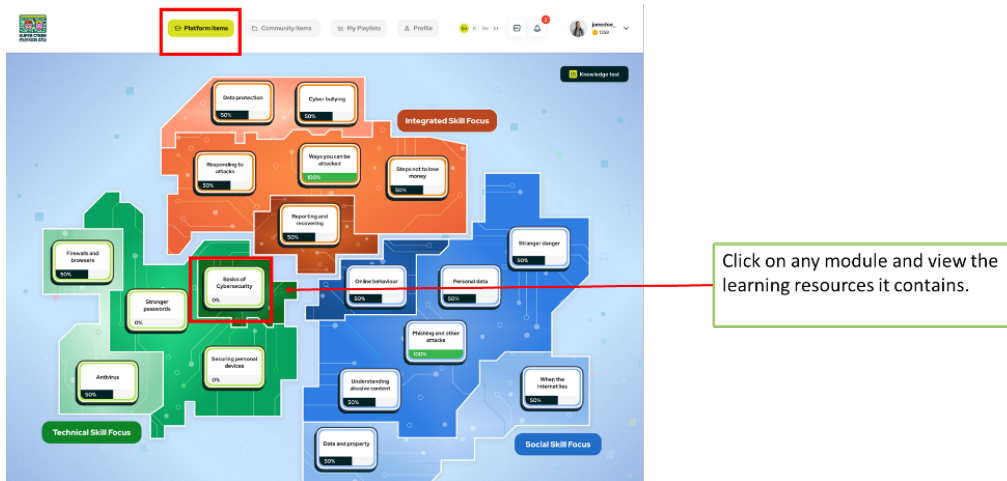 SUPER CYBER
Platform items
Community items
My Playlists
Profile
En
janedoe_
1258
Knowledge test
Data protection
50%
Cyber bullying
50%
Integrated Skill Focus
Responding to
attacks
50%
Ways you can be
attacked
100%
Steps not to lose
money
50%
Reporting and
recovering
50%
Stranger danger
50%
Firewalls and
browsers
50%
Basics of
Cybersecurity
0%
Online behaviour
50%
Personal data
50%
Stronger
passwords
0%
Phishing and other
attacks
100%
Securing personal
devices
0%
Antivirus
50%
Understanding
abusive content
50%
When the
internet lies
50%
Technical Skill Focus
Data and property
50%
Social Skill Focus
Click on any module and view the
learning resources it contains.